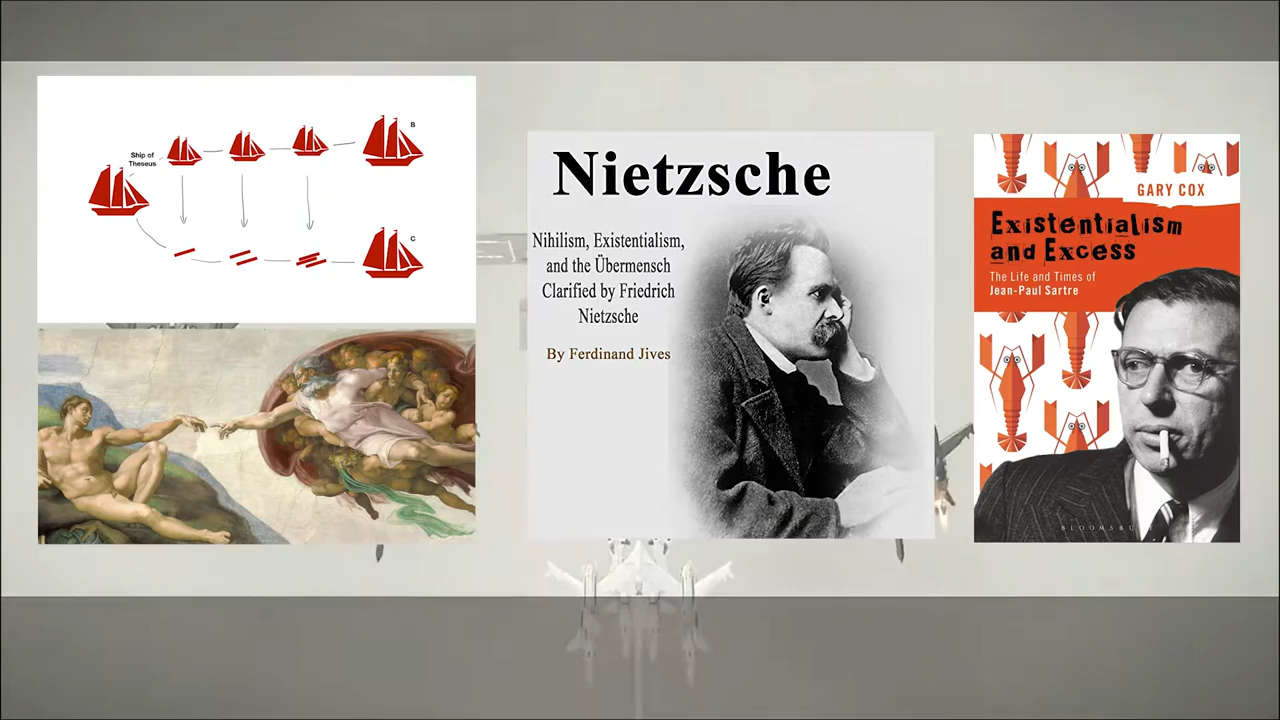 Ship of
Theseus
B
C
Nietzsche
Nihilism, Existentialism,
and the Übermensch
Clarified by Friedrich
Nietzsche
By Ferdinand Jives
GARY COX
Existentialism
and Excess
The Life and Times of
Jean-Paul Sartre